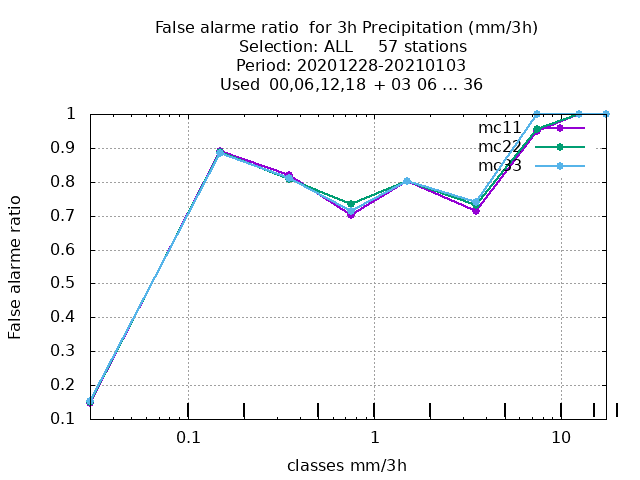 False alarme ratio  for 3h Precipitation (mm/3h)
Selection: ALL     57 stations
Period: 20201228-20210103
Used  00,06,12,18  + 03 06 ... 36
mc11
mc22
mc33
False alarme ratio
1
0.9
0.8
0.7
0.6
0.5
0.4
0.3
0.2
0.1
0.1 1 10
classes mm/3h